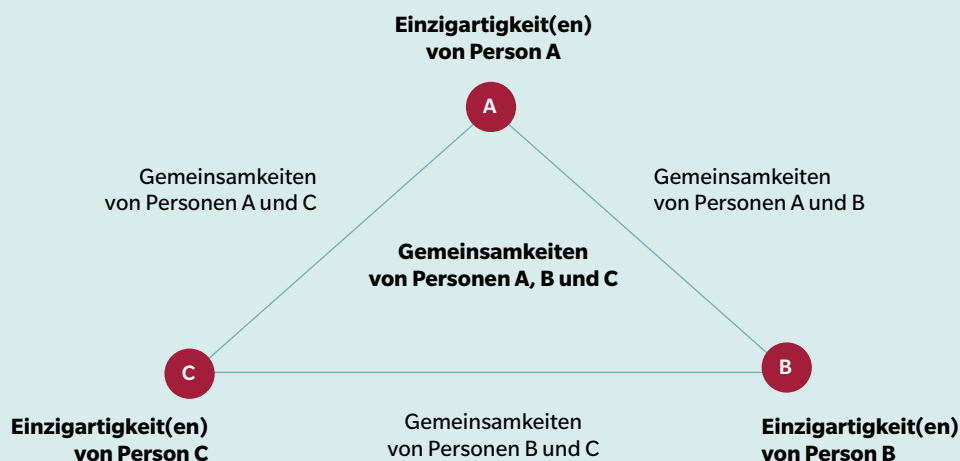 Einzigartigkeit(en)
von Person A
A
Gemeinsamkeiten
von Personen A und C
Gemeinsamkeiten
von Personen A und B
Gemeinsamkeiten
von Personen A, B und C
C
B
Einzigartigkeit(en)
von Person C
Gemeinsamkeiten
von Personen B und C
Einzigartigkeit(en)
von Person B